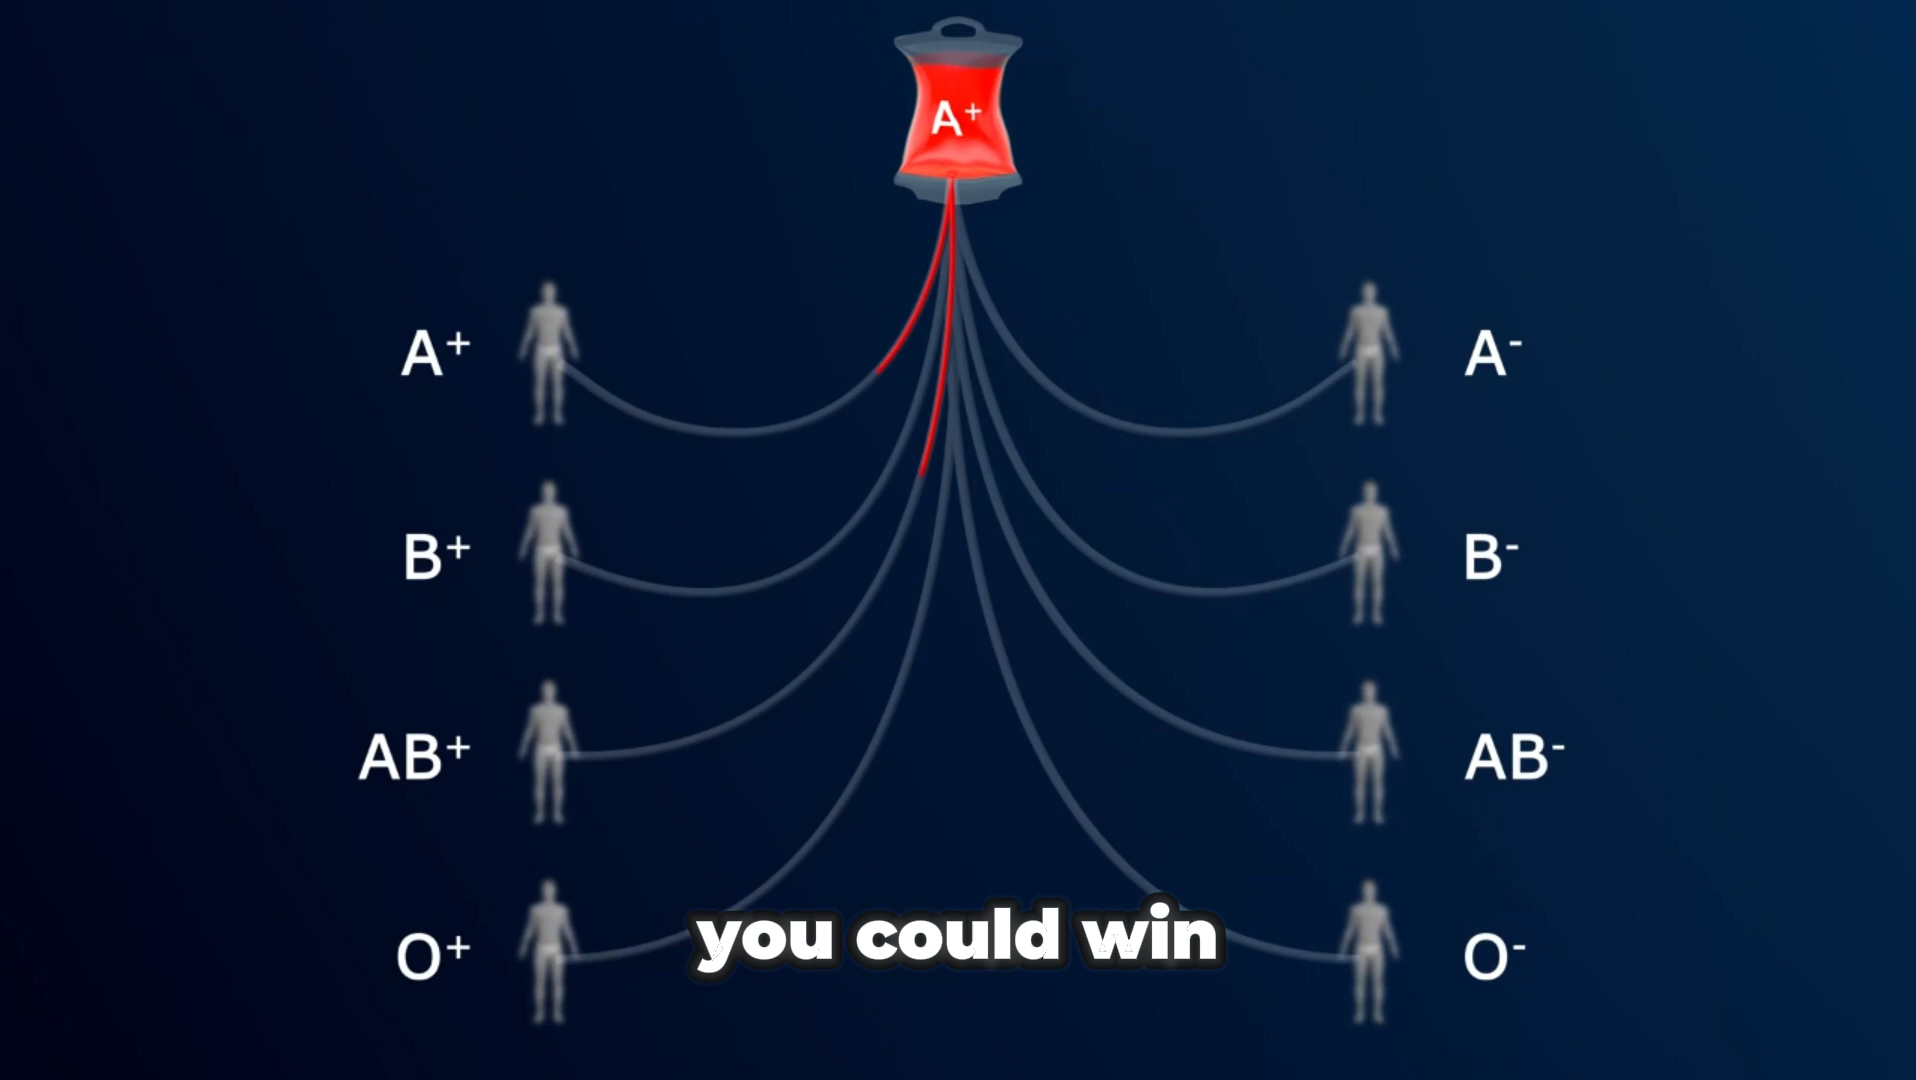 A⁺
A⁺ A⁻
B⁺ B⁻
AB⁺ AB⁻
you could win
O⁺ O⁻